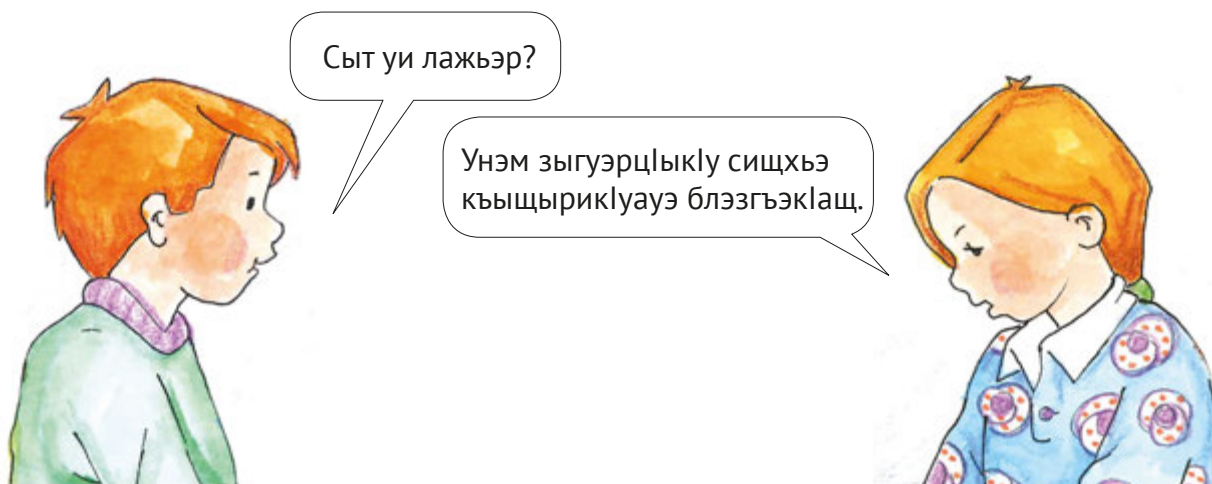 Сыт уи лажьэр?
Унэм зыгуэрцӏыкӏу сищхьэ
къыщырикӏуауэ блэзгъэкӏащ.